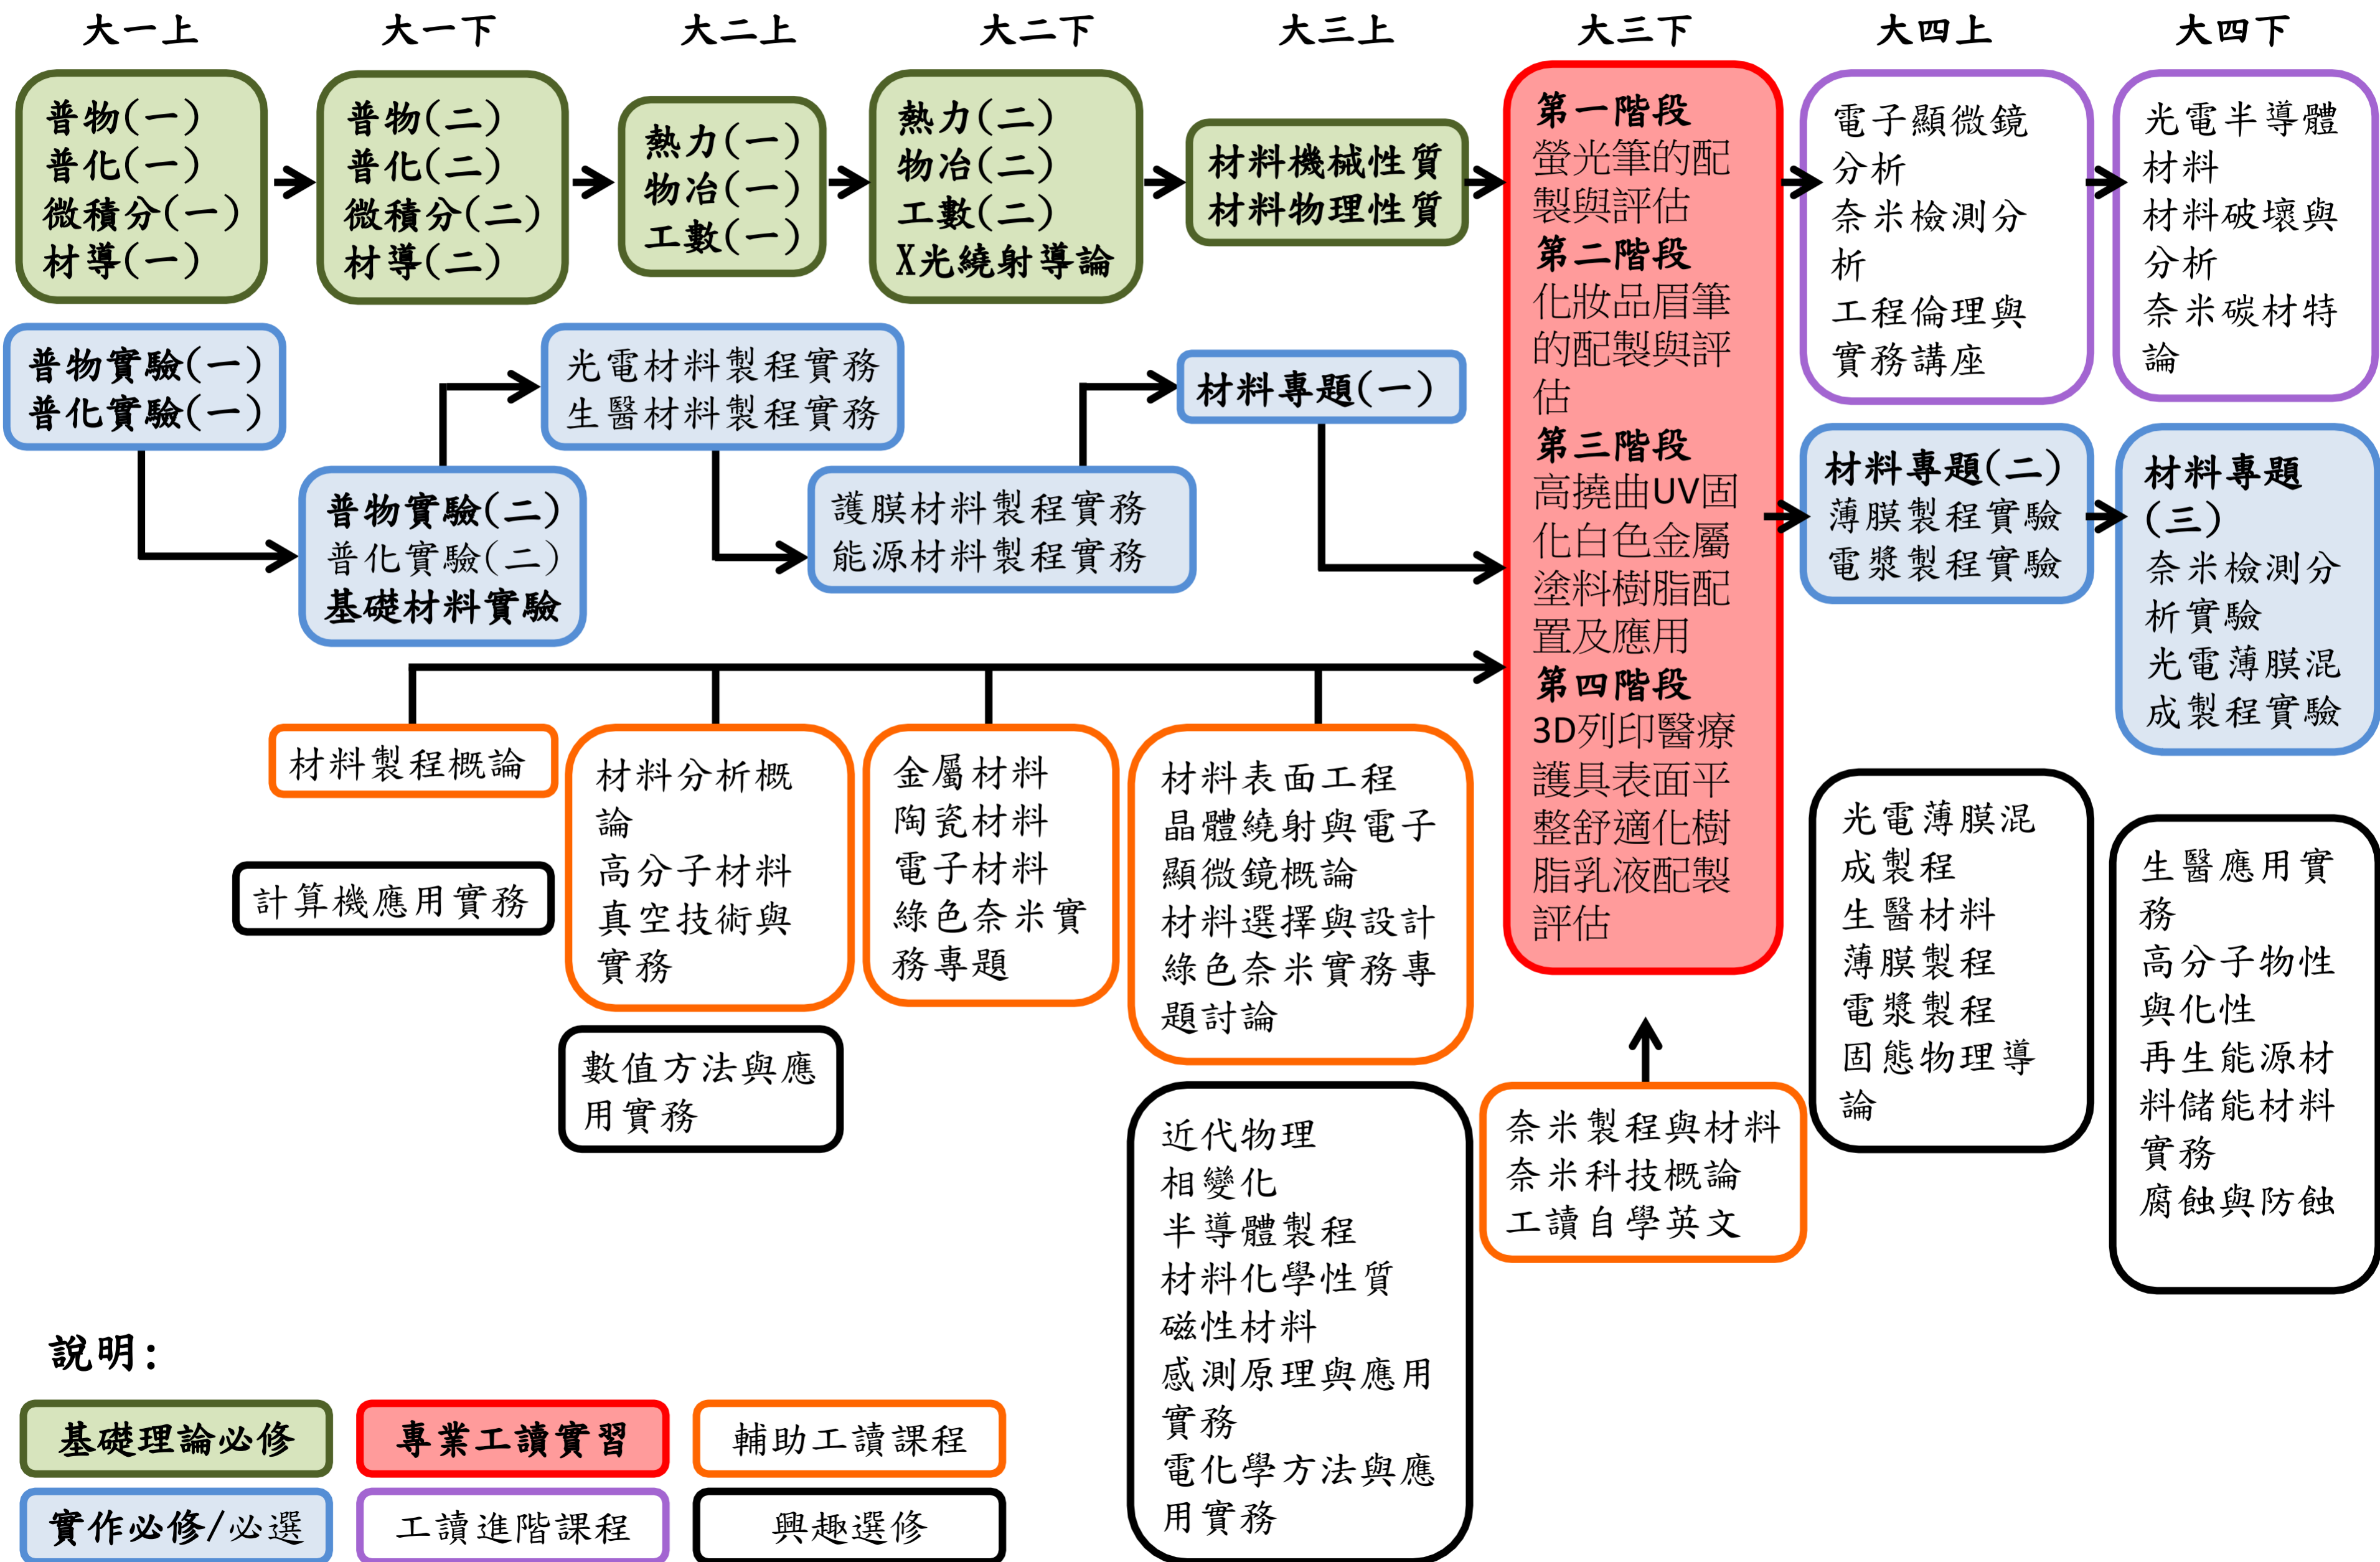 大一上
大一下
大二上
大二下
大三上
大三下
大四上
大四下
普物(一)
普化(一)
微積分(一)
材導(一)
普物(二)
普化(二)
微積分(二)
材導(二)
熱力(一)
物冶(一)
工數(一)
熱力(二)
物冶(二)
工數(二)
X光繞射導論
材料機械性質
材料物理性質
第一階段
螢光筆的配
製與評估
第二階段
化妝品眉筆
的配製與評
估
第三階段
高撓曲UV固
化白色金屬
塗料樹脂配
置及應用
第四階段
3D列印醫療
護具表面平
整舒適化樹
脂乳液配製
評估
電子顯微鏡
分析
奈米檢測分
析
工程倫理與
實務講座
光電半導體
材料
材料破壞與
分析
奈米碳材特
論
普物實驗(一)
普化實驗(一)
普物實驗(二)
普化實驗(二)
基礎材料實驗
光電材料製程實務
生醫材料製程實務
護膜材料製程實務
能源材料製程實務
材料專題(一)
材料專題(二)
薄膜製程實驗
電漿製程實驗
材料專題
(三)
奈米檢測分
析實驗
光電薄膜混
成製程實驗
材料製程概論
計算機應用實務
材料分析概
論
高分子材料
真空技術與
實務
數值方法與應
用實務
金屬材料
陶瓷材料
電子材料
綠色奈米實
務專題
材料表面工程
晶體繞射與電子
顯微鏡概論
材料選擇與設計
綠色奈米實務專
題討論
近代物理
相變化
半導體製程
材料化學性質
磁性材料
感測原理與應用
實務
電化學方法與應
用實務
奈米製程與材料
奈米科技概論
工讀自學英文
光電薄膜混
成製程
生醫材料
薄膜製程
電漿製程
固態物理導
論
生醫應用實
務
高分子物性
與化性
再生能源材
料儲能材料
實務
腐蝕與防蝕
說明:
基礎理論必修
專業工讀實習
輔助工讀課程
實作必修/必選
工讀進階課程
興趣選修